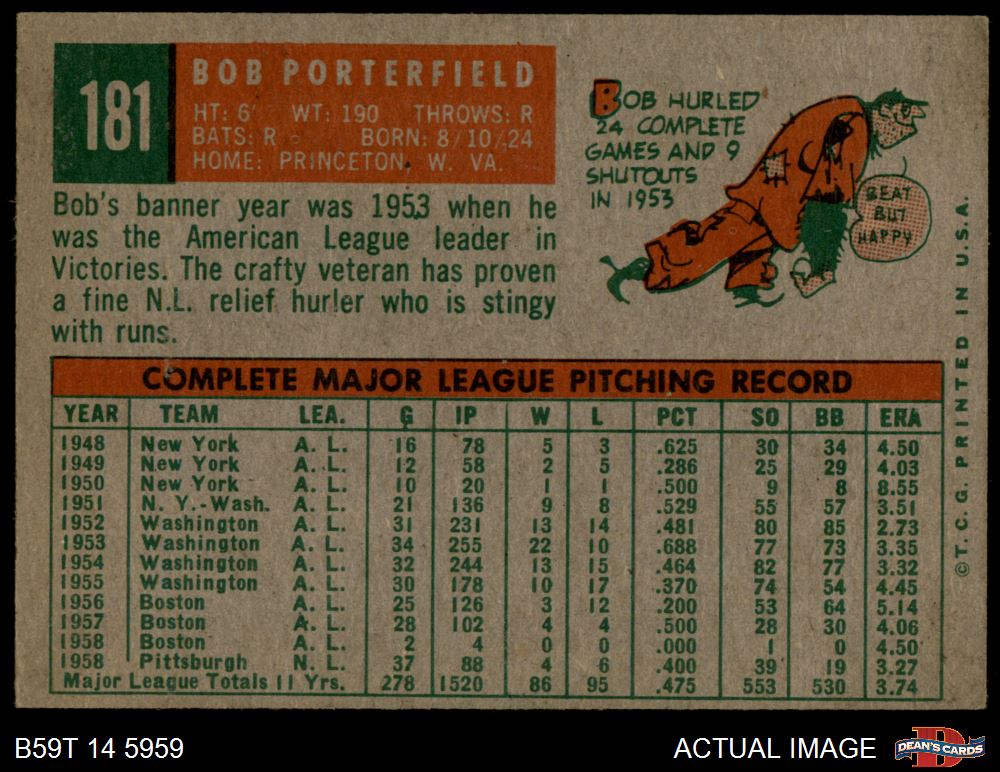 181
BOB PORTERFIELD
HT: 6' WT: 190 THROWS: R
BATS: R BORN: 8/10/24
HOME: PRINCETON, W. VA.
BOB HURLED
24 COMPLETE
GAMES AND 9
SHUTOUTS
IN 1953
BEAT
BUT
HAPPY
Bob's banner year was 1953 when he
was the American League leader in
Victories. The crafty veteran has proven
a fine N.L. relief hurler who is stingy
with runs.
COMPLETE MAJOR LEAGUE PITCHING RECORD
YEAR TEAM LEA. G IP W L PCT SO BB ERA
1948 New York A. L. 16 78 5 3 .625 30 34 4.50
1949 New York A. L. 12 58 2 5 .286 25 29 4.03
1950 New York A. L. 10 20 1 1 .500 9 8 8.55
1951 N. Y.-Wash. A. L. 21 136 9 8 .529 55 57 3.51
1952 Washington A. L. 31 231 13 14 .481 80 85 2.73
1953 Washington A. L. 34 255 22 10 .688 77 73 3.35
1954 Washington A. L. 32 244 13 15 .464 82 77 3.32
1955 Washington A. L. 30 178 10 17 .370 74 54 4.45
1956 Boston A. L. 25 126 3 12 .200 53 64 5.14
1957 Boston A. L. 28 102 4 4 .500 28 30 4.06
1958 Boston A. L. 2 4 0 0 .000 1 0 4.50
1958 Pittsburgh N. L. 37 88 4 6 .400 39 19 3.27
Major League Totals 11 Yrs. 278 1520 86 95 .475 553 530 3.74
©T. C. G. PRINTED IN U.S.A.
B59T 14 5959
ACTUAL IMAGE
DEAN'S CARDS